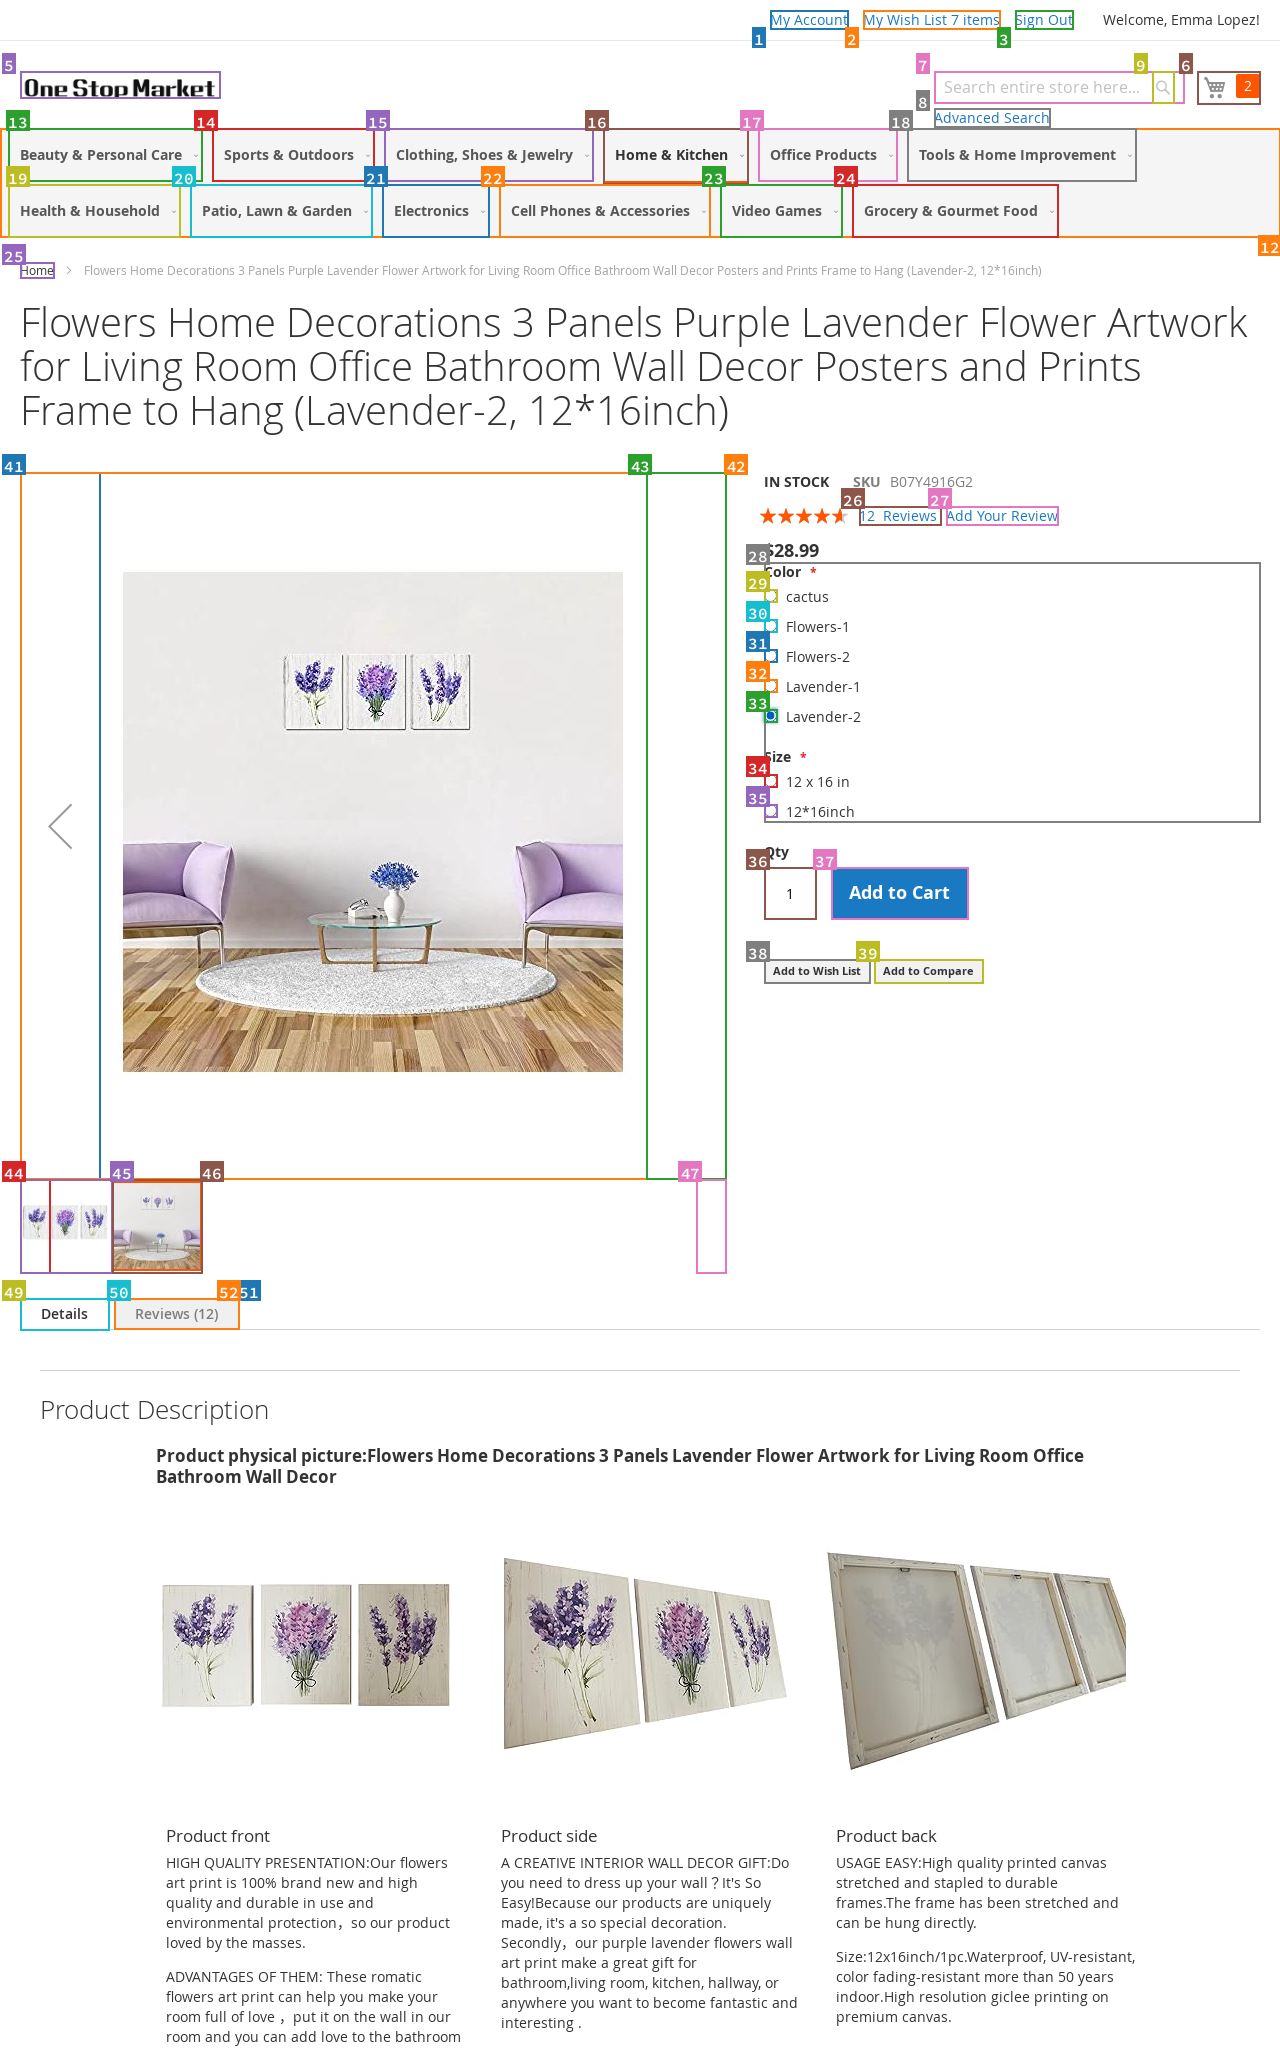 My Account
My Wish List 7 items
Sign Out
Welcome, Emma Lopez!
1
2
3
5
7
9
6
One Stop Market
Search entire store here...
2
8
Advanced Search
13
14
15
16
17
18
Beauty & Personal Care
Sports & Outdoors
Clothing, Shoes & Jewelry
Home & Kitchen
Office Products
Tools & Home Improvement
19
20
21
22
23
24
Health & Household
Patio, Lawn & Garden
Electronics
Cell Phones & Accessories
Video Games
Grocery & Gourmet Food
25
12
Home
Flowers Home Decorations 3 Panels Purple Lavender Flower Artwork for Living Room Office Bathroom Wall Decor Posters and Prints Frame to Hang (Lavender-2, 12*16inch)
Flowers Home Decorations 3 Panels Purple Lavender Flower Artwork
for Living Room Office Bathroom Wall Decor Posters and Prints
Frame to Hang (Lavender-2, 12*16inch)
41
43
42
IN STOCK
SKU B07Y4916G2
26
27
12 Reviews
Add Your Review
28
$28.99
Color *
29
cactus
30
Flowers-1
31
Flowers-2
32
Lavender-1
33
Lavender-2
34
Size *
12 x 16 in
35
12*16inch
36
Qty
37
1
Add to Cart
38
39
Add to Wish List
Add to Compare
44
45
46
47
49
50
52
51
Details
Reviews (12)
Product Description
Product physical picture:Flowers Home Decorations 3 Panels Lavender Flower Artwork for Living Room Office
Bathroom Wall Decor
Product front
HIGH QUALITY PRESENTATION:Our flowers
art print is 100% brand new and high
quality and durable in use and
environmental protection，so our product
loved by the masses.
ADVANTAGES OF THEM: These romatic
flowers art print can help you make your
room full of love ，put it on the wall in our
room and you can add love to the bathroom
Product side
A CREATIVE INTERIOR WALL DECOR GIFT:Do
you need to dress up your wall？It's So
Easy!Because our products are uniquely
made, it's a so special decoration.
Secondly，our purple lavender flowers wall
art print make a great gift for
bathroom,living room, kitchen, hallway, or
anywhere you want to become fantastic and
interesting .
Product back
USAGE EASY:High quality printed canvas
stretched and stapled to durable
frames.The frame has been stretched and
can be hung directly.
Size:12x16inch/1pc.Waterproof, UV-resistant,
color fading-resistant more than 50 years
indoor.High resolution giclee printing on
premium canvas.